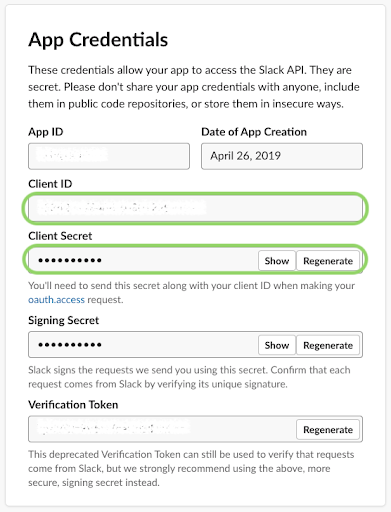 App Credentials
These credentials allow your app to access the Slack API. They are
secret. Please don't share your app credentials with anyone, include
them in public code repositories, or store them in insecure ways.
App ID
Date of App Creation
April 26, 2019
Client ID
Client Secret
•••••••••• Show Regenerate
You'll need to send this secret along with your client ID when making your
oauth.access request.
Signing Secret
•••••••••• Show Regenerate
Slack signs the requests we send you using this secret. Confirm that each
request comes from Slack by verifying its unique signature.
Verification Token
Regenerate
This deprecated Verification Token can still be used to verify that requests
come from Slack, but we strongly recommend using the above, more
secure, signing secret instead.